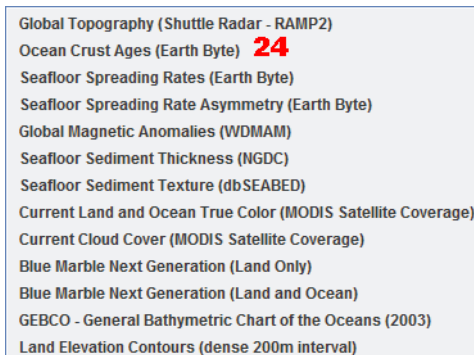 Global Topography (Shuttle Radar - RAMP2)
Ocean Crust Ages (Earth Byte) 24
Seafloor Spreading Rates (Earth Byte)
Seafloor Spreading Rate Asymmetry (Earth Byte)
Global Magnetic Anomalies (WDMAM)
Seafloor Sediment Thickness (NGDC)
Seafloor Sediment Texture (dbSEABED)
Current Land and Ocean True Color (MODIS Satellite Coverage)
Current Cloud Cover (MODIS Satellite Coverage)
Blue Marble Next Generation (Land Only)
Blue Marble Next Generation (Land and Ocean)
GEBCO - General Bathymetric Chart of the Oceans (2003)
Land Elevation Contours (dense 200m interval)